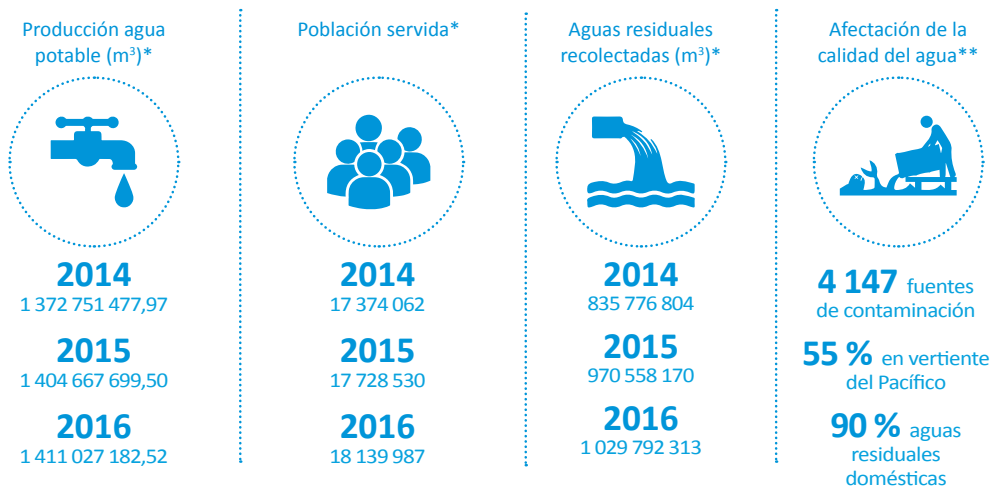 Producción agua
potable (m³)*
2014
1 372 751 477,97
2015
1 404 667 699,50
2016
1 411 027 182,52
Población servida*
2014
17 374 062
2015
17 728 530
2016
18 139 987
Aguas residuales
recolectadas (m³)*
2014
835 776 804
2015
970 558 170
2016
1 029 792 313
Afectación de la
calidad del agua**
4 147 fuentes
de contaminación
55 % en vertiente
del Pacífico
90 % aguas
residuales
domésticas